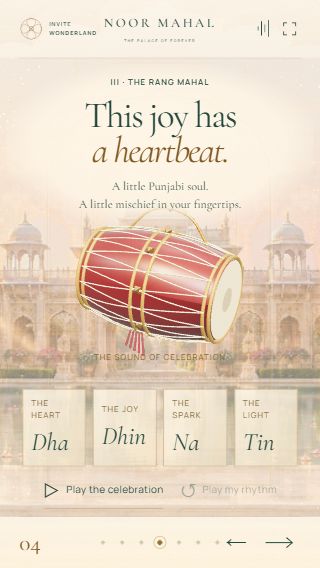 INVITE
WONDERLAND
NOOR MAHAL
THE PALACE OF FOREVER
III · THE RANG MAHAL
This joy has
a heartbeat.
A little Punjabi soul.
A little mischief in your fingertips.
THE SOUND OF CELEBRATION
THE
HEART
Dha
THE JOY
Dhin
THE
SPARK
Na
THE
LIGHT
Tin
Play the celebration
Play my rhythm
04